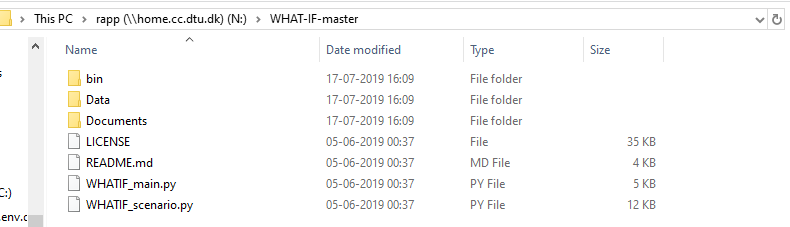 This PC > rapp (\\home.cc.dtu.dk) (N:) > WHAT-IF-master
Name Date modified Type Size
bin 17-07-2019 16:09 File folder
Data 17-07-2019 16:09 File folder
Documents 17-07-2019 16:09 File folder
LICENSE 05-06-2019 00:37 File 35 KB
README.md 05-06-2019 00:37 MD File 4 KB
WHATIF_main.py 05-06-2019 00:37 PY File 5 KB
C:)
WHATIF_scenario.py 05-06-2019 00:37 PY File 12 KB
.env.c